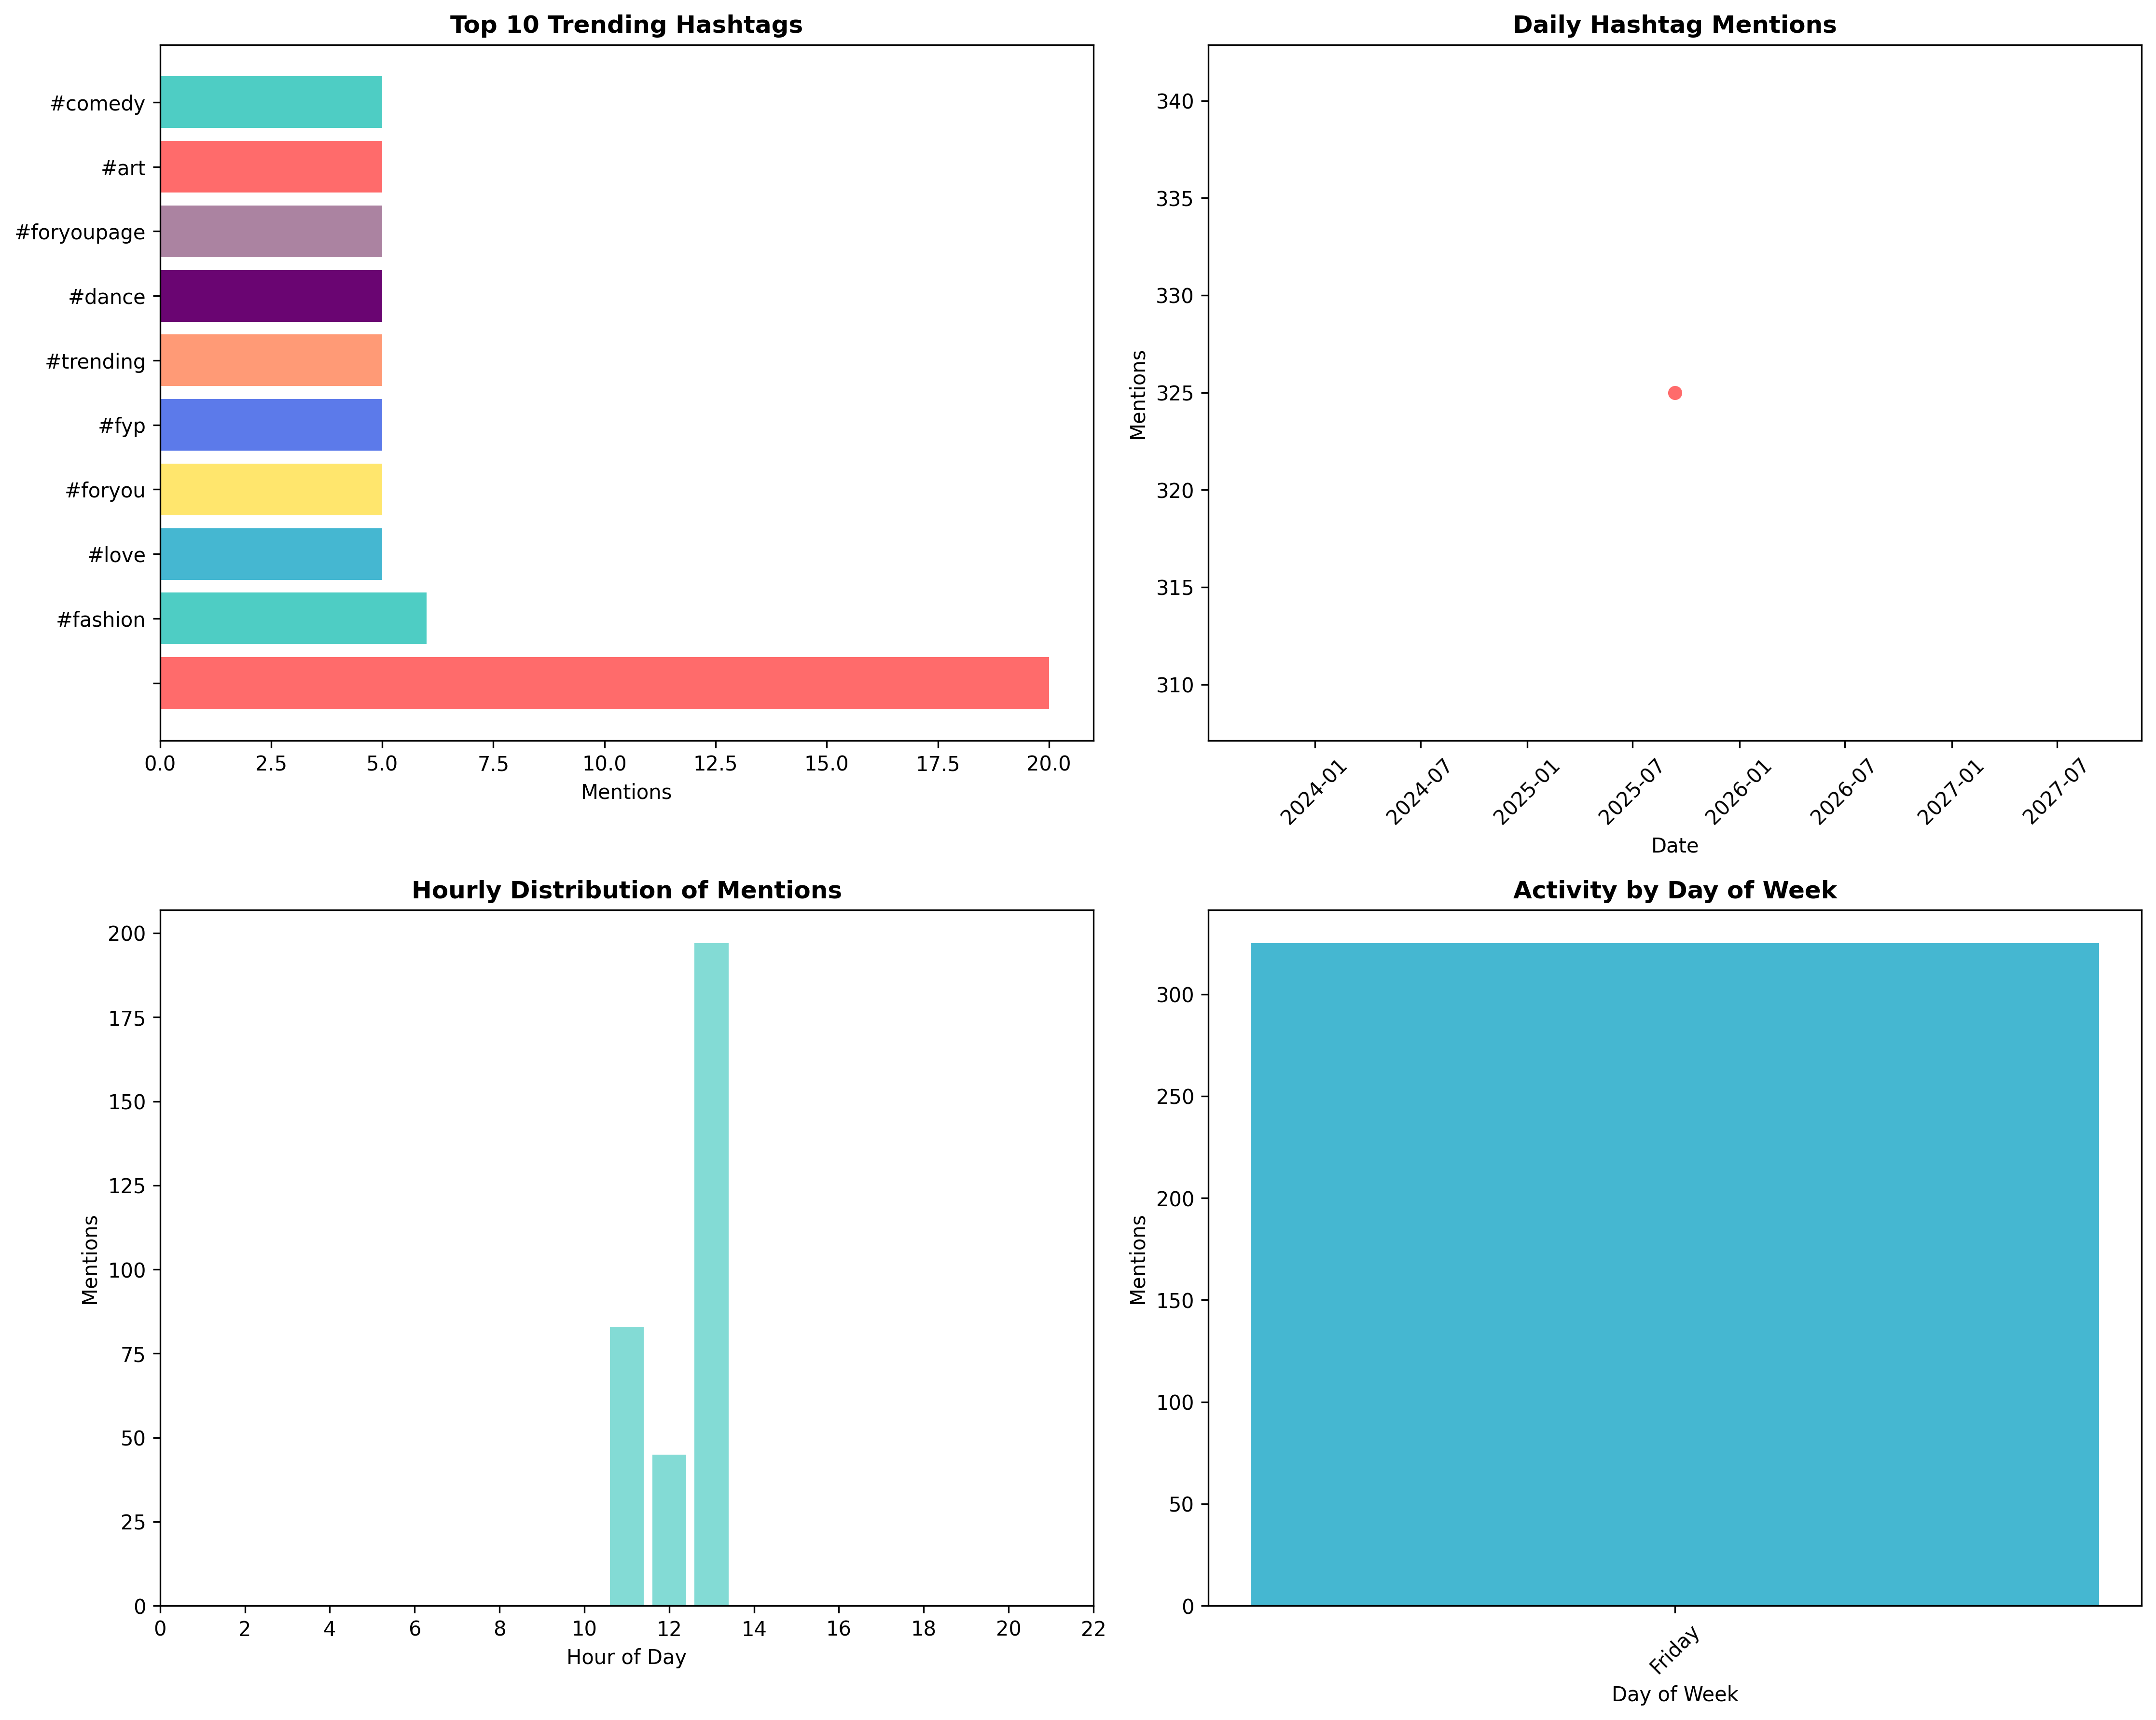 Top 10 Trending Hashtags
#comedy
#art
#foryoupage
#dance
#trending
#fyp
#foryou
#love
#fashion
0.0 2.5 5.0 7.5 10.0 12.5 15.0 17.5 20.0
Mentions
Daily Hashtag Mentions
Mentions
340
335
330
325
320
315
310
2024-01 2024-07 2025-01 2025-07 2026-01 2026-07 2027-01 2027-07
Date
Hourly Distribution of Mentions
Mentions
200
175
150
125
100
75
50
25
0
0 2 4 6 8 10 12 14 16 18 20 22
Hour of Day
Activity by Day of Week
Mentions
300
250
200
150
100
50
0
Friday
Day of Week